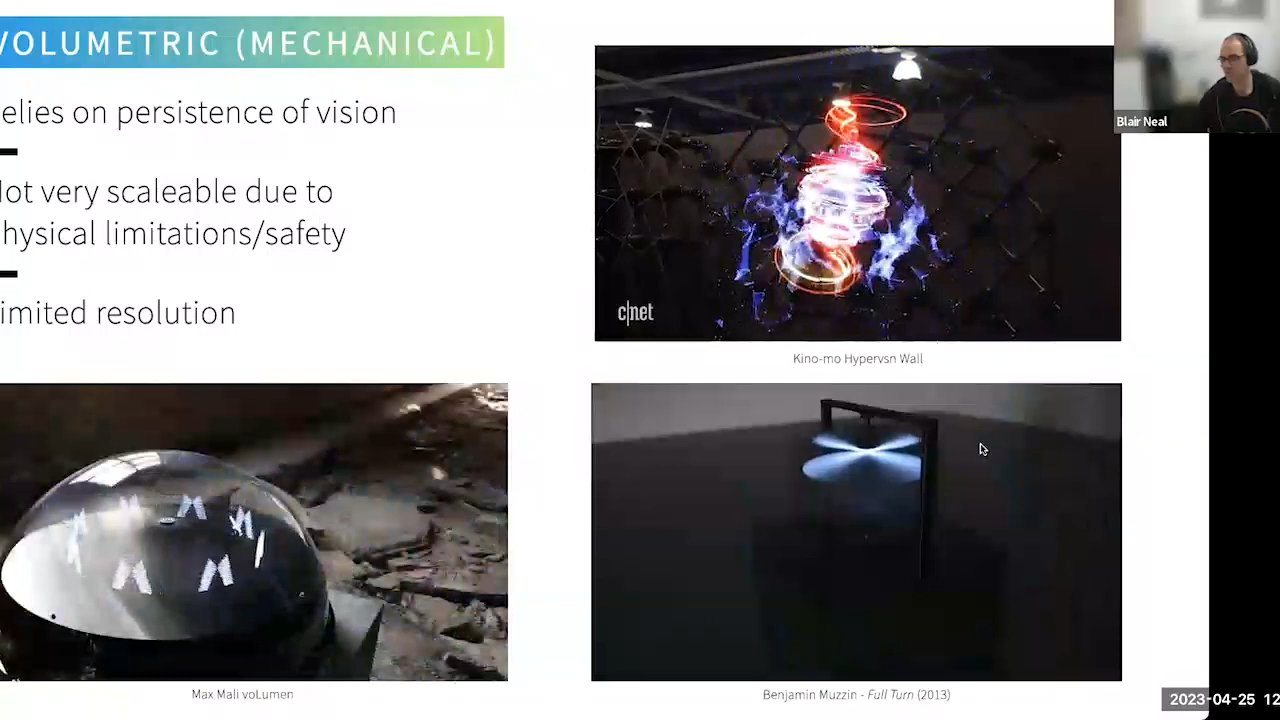 VOLUMETRIC (MECHANICAL)
elies on persistence of vision
ot very scaleable due to
hysical limitations/safety
imited resolution
c|net
Kino-mo Hypervsn Wall
Blair Neal
Max Mali voLumen
Benjamin Muzzin - Full Turn (2013)
2023-04-25 12